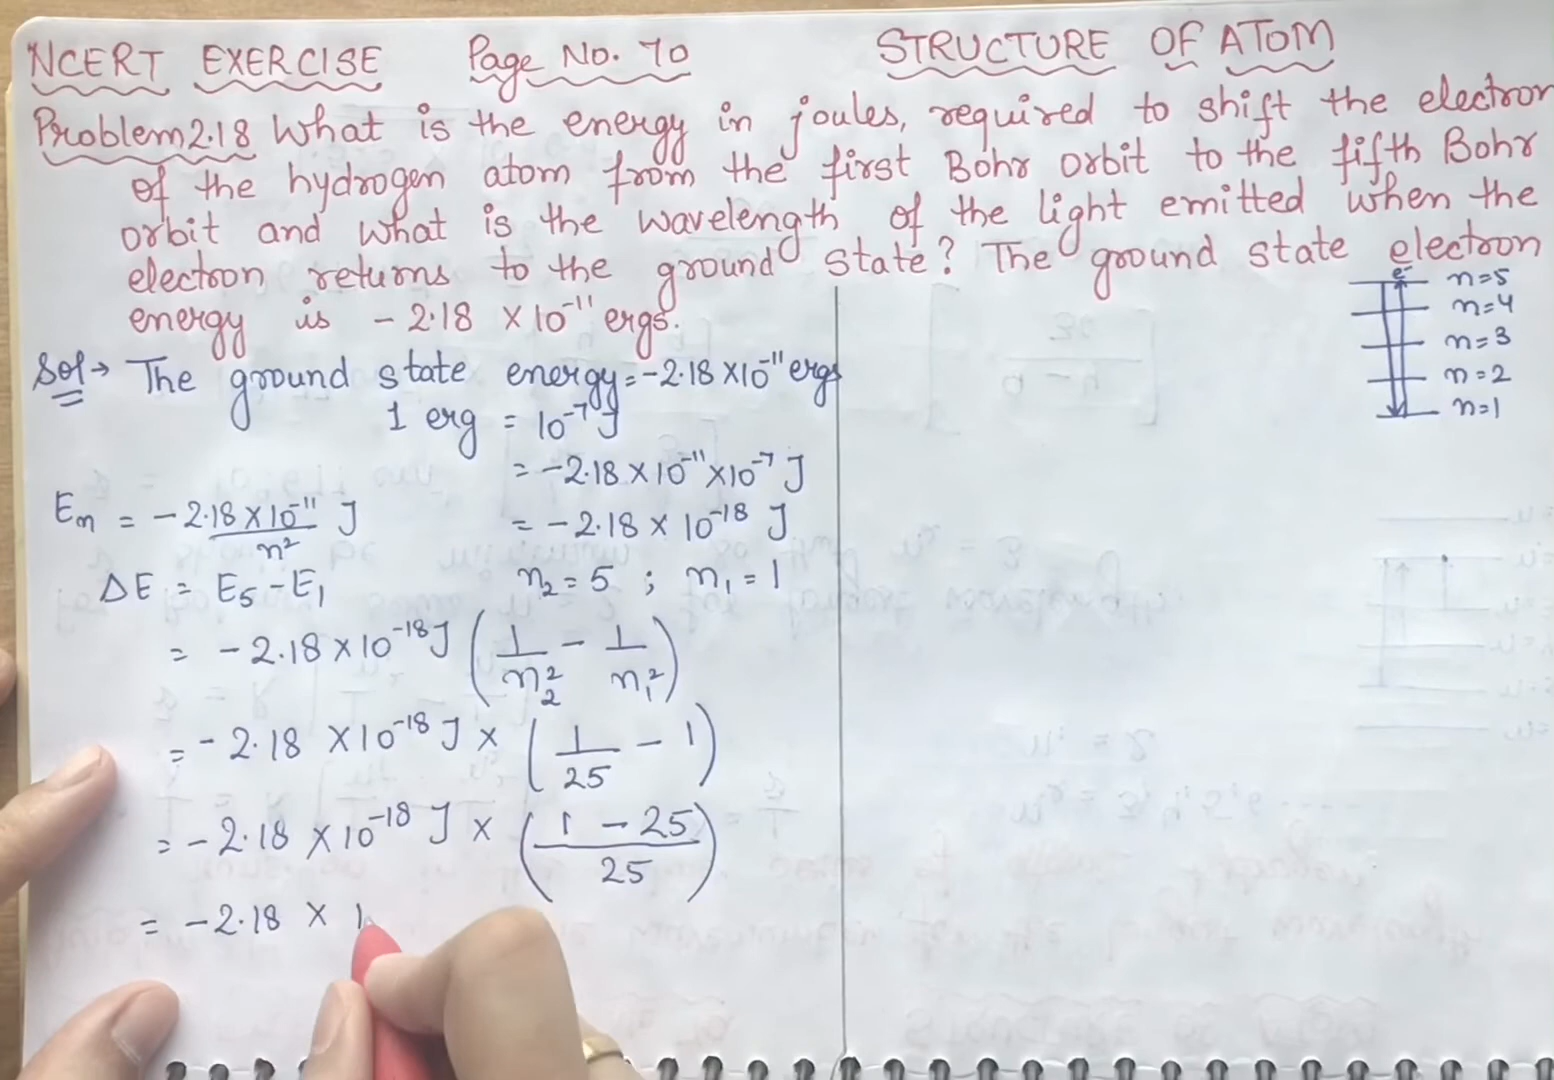 NCERT EXERCISE Page No. 70 STRUCTURE OF ATOM
Problem 2.18 What is the energy in joules, required to shift the electron
of the hydrogen atom from the first Bohr orbit to the fifth Bohr
orbit and what is the wavelength of the light emitted when the
electron returns to the ground state? The ground state electron
energy is - 2.18 × 10⁻¹¹ ergs.
e⁻ n=5
n=4
n=3
n=2
n=1
Sol→ The ground state energy = -2.18 × 10⁻¹¹ ergs
1 erg = 10⁻⁷ J
= -2.18 × 10⁻¹¹ × 10⁻⁷ J
Eₙ = - 2.18 × 10⁻¹¹ / n² J = - 2.18 × 10⁻¹⁸ J
ΔE = E₅ - E₁ n₂ = 5 ; n₁ = 1
= - 2.18 × 10⁻¹⁸ J (1/n₂² - 1/n₁²)
= - 2.18 × 10⁻¹⁸ J × (1/25 - 1)
= - 2.18 × 10⁻¹⁸ J × (1 - 25 / 25)
= - 2.18 × 1